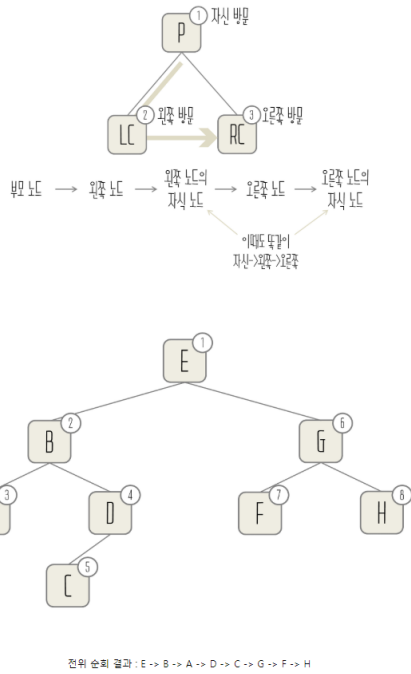 1 자신 방문
P
2 왼쪽 방문
3 오른쪽 방문
LC
RC
부모 노드 → 왼쪽 노드 → 왼쪽 노드의 자식 노드 → 오른쪽 노드 → 오른쪽 노드의 자식 노드
이때도 똑같이
자신->왼쪽->오른쪽
1
E
2
6
B
G
3
4
7
8
D
F
H
5
C
전위 순회 결과 : E -> B -> A -> D -> C -> G -> F -> H